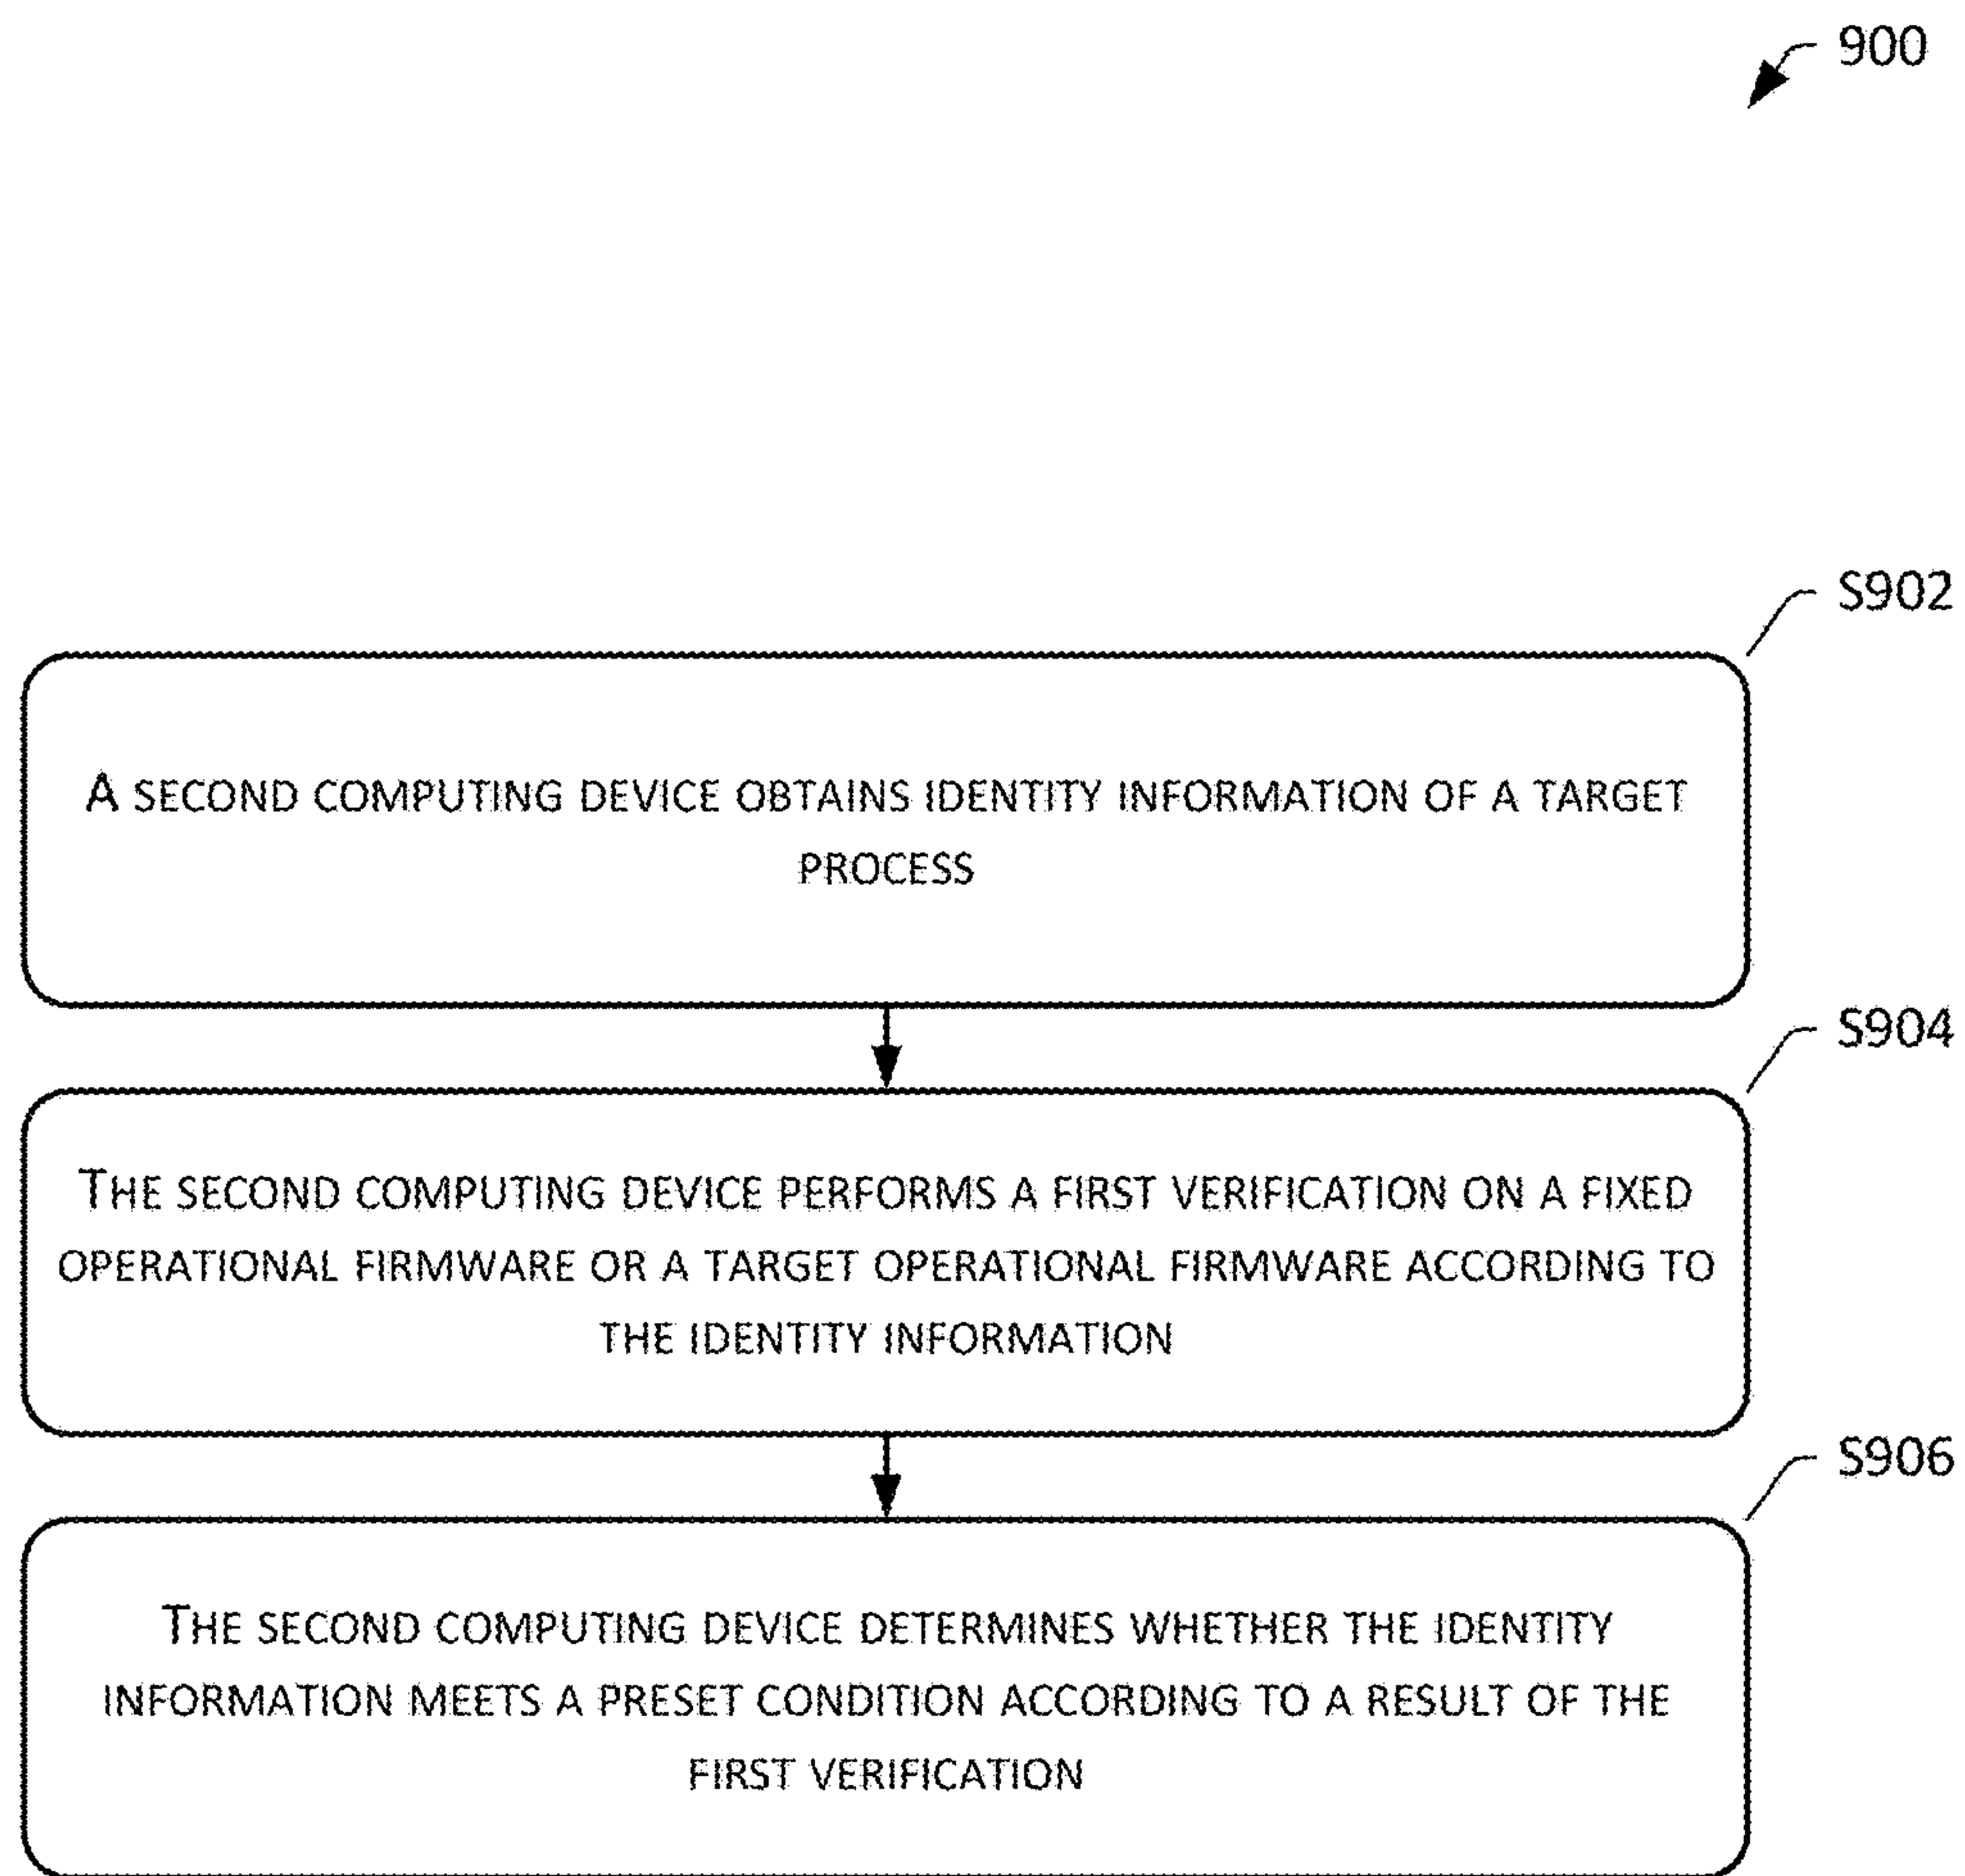 900
S902
A SECOND COMPUTING DEVICE OBTAINS IDENTITY INFORMATION OF A TARGET
PROCESS
S904
THE SECOND COMPUTING DEVICE PERFORMS A FIRST VERIFICATION ON A FIXED
OPERATIONAL FIRMWARE OR A TARGET OPERATIONAL FIRMWARE ACCORDING TO
THE IDENTITY INFORMATION
S906
THE SECOND COMPUTING DEVICE DETERMINES WHETHER THE IDENTITY
INFORMATION MEETS A PRESET CONDITION ACCORDING TO A RESULT OF THE
FIRST VERIFICATION